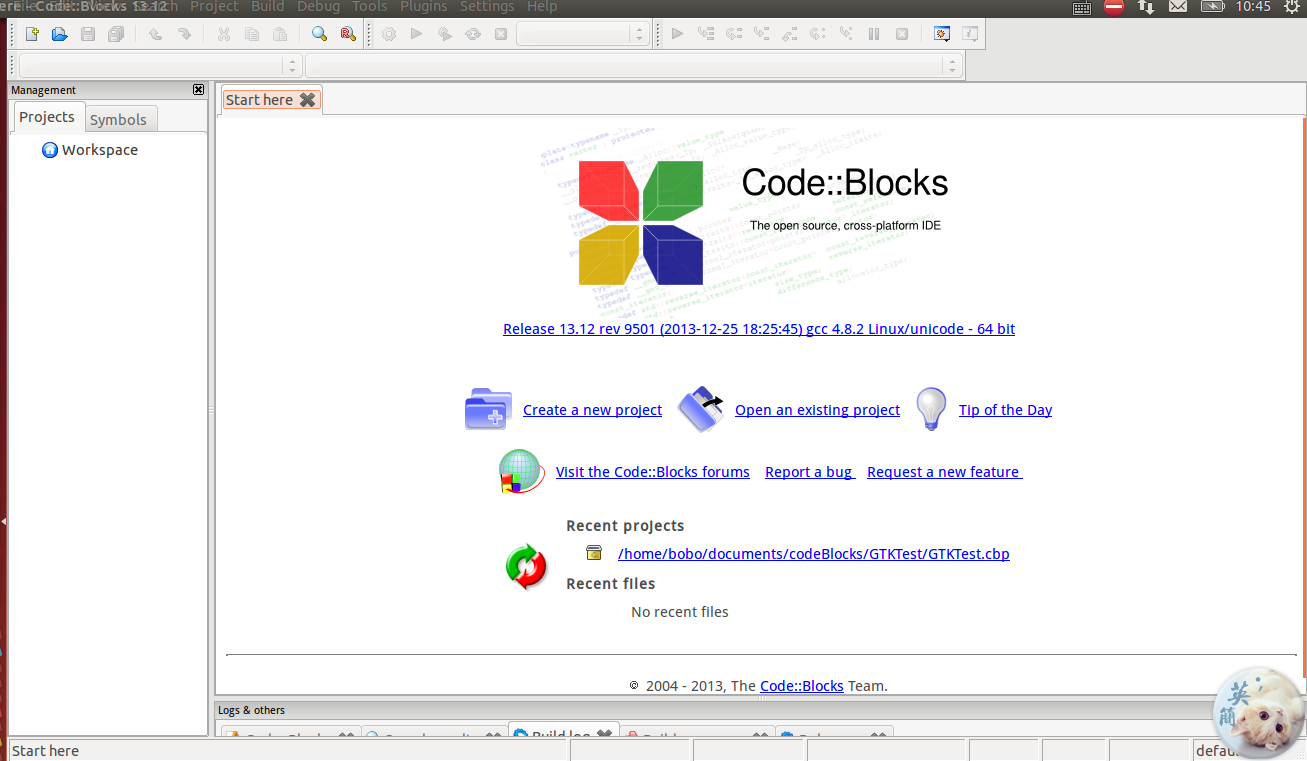 ere - Code::Blocks 13.12 Search Project Build Debug Tools Plugins Settings Help
10:45
Management
Projects Symbols
Workspace
Start here
Code::Blocks
The open source, cross-platform IDE
Release 13.12 rev 9501 (2013-12-25 18:25:45) gcc 4.8.2 Linux/unicode - 64 bit
Create a new project Open an existing project Tip of the Day
Visit the Code::Blocks forums Report a bug Request a new feature
Recent projects
/home/bobo/documents/codeBlocks/GTKTest/GTKTest.cbp
Recent files
No recent files
© 2004 - 2013, The Code::Blocks Team.
Logs & others
Build log
英
簡
Start here
defau